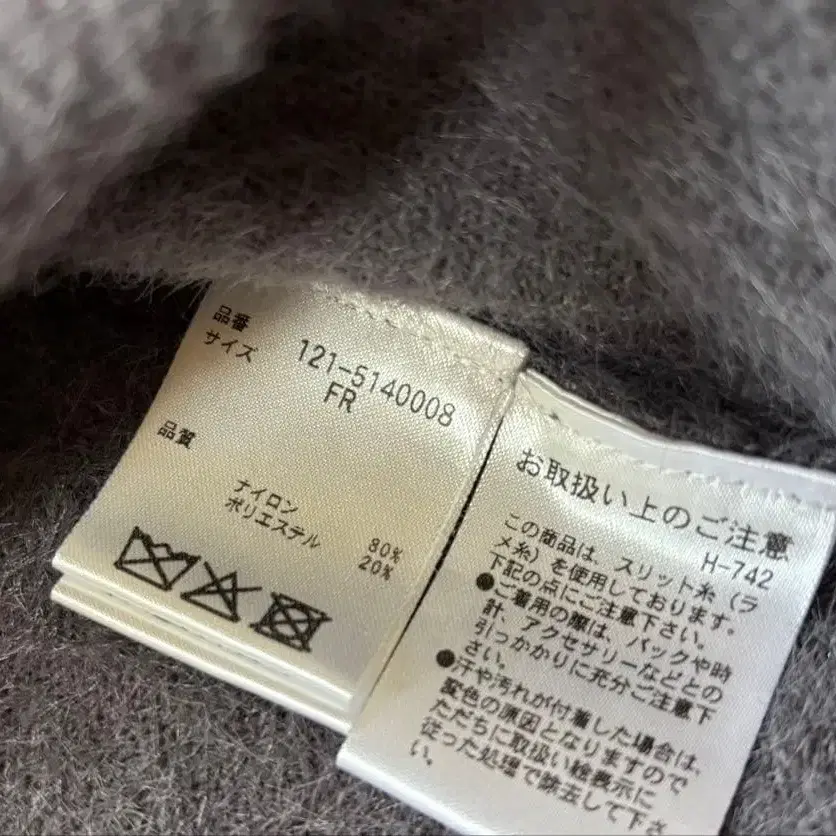 品番 121-5140008
サイズ FR
品質
ナイロン 80%
ポリエステル 20%
お取扱い上のご注意
H-742
この商品は、スリット糸(ラ
メ糸)を使用しております。
下記の点にご注意下さい。
●ご着用の際は、バックや時
計、アクセサリーなどとの
引っかかりに充分ご注意下
さい。
●汗や汚れが付着した場合は、
変色の原因となりますので
ただちに取扱い絵表示に
従った処理で除去して下さ
い。